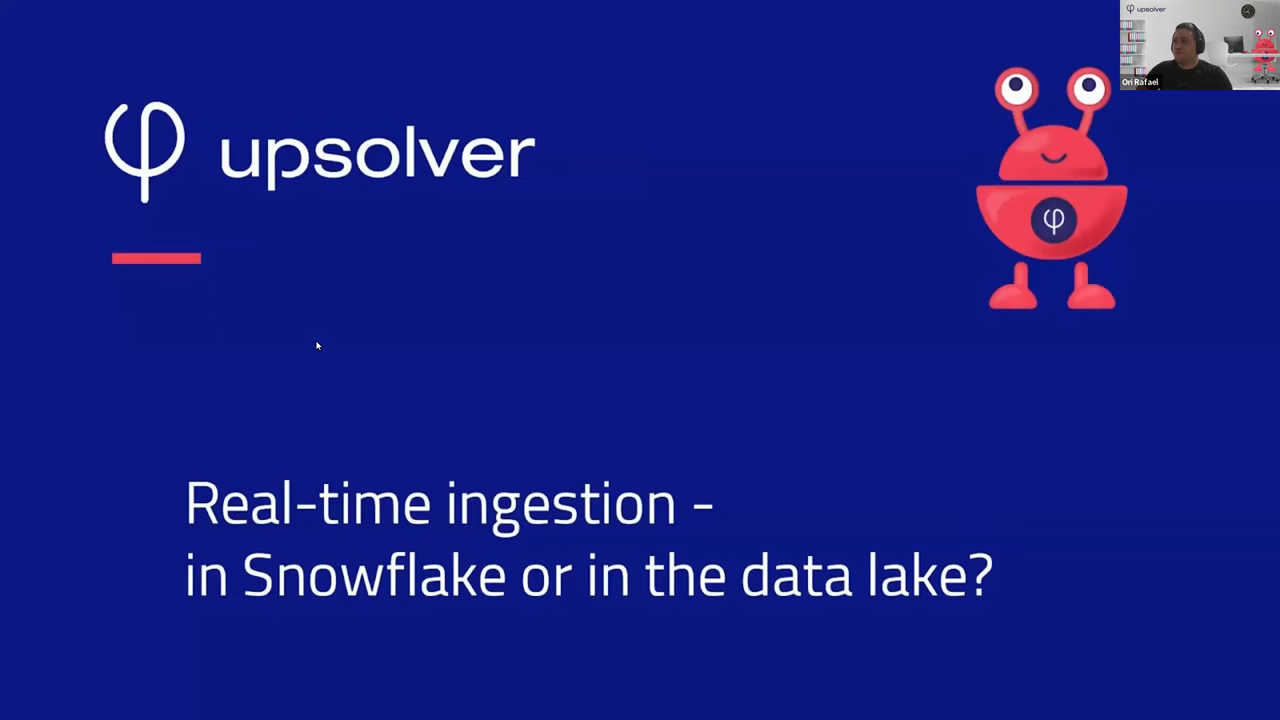 upsolver
upsolver
Ori Rafael
Real-time ingestion -
in Snowflake or in the data lake?